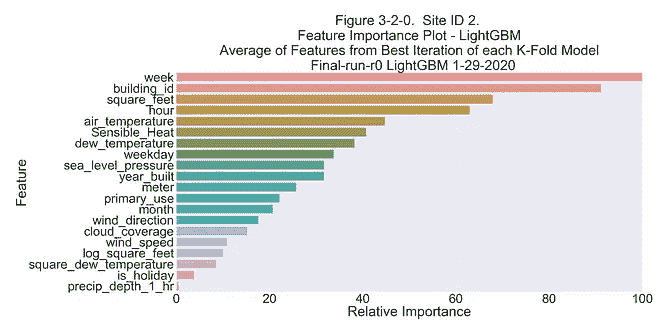 Figure 3-2-0. Site ID 2.
Feature Importance Plot - LightGBM
Average of Features from Best Iteration of each K-Fold Model
Final-run-r0 LightGBM 1-29-2020
week
building_id
square_feet
hour
air_temperature
Sensible_Heat
dew_temperature
weekday
sea_level_pressure
year_built
meter
primary_use
month
wind_direction
cloud_coverage
wind_speed
log_square_feet
square_dew_temperature
is_holiday
precip_depth_1_hr
Feature
0 20 40 60 80 100
Relative Importance